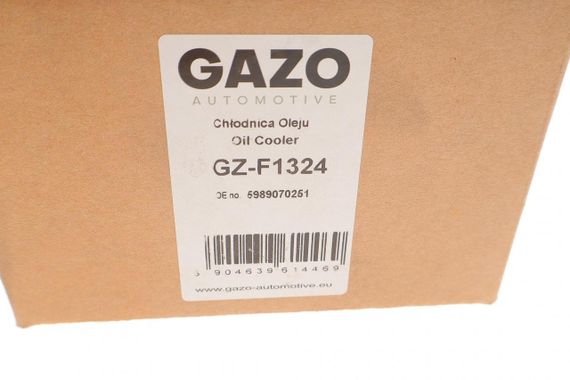 GAZO
AUTOMOTIVE
Chłodnica Oleju
Oil Cooler
GZ-F1324
OE no. 5989070251
5 904639 614469
www.gazo-automotive.eu